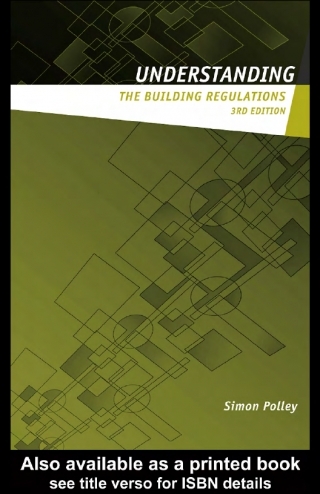 UNDERSTANDING
THE BUILDING REGULATIONS
3RD EDITION
Simon Polley
Also available as a printed book
see title verso for ISBN details